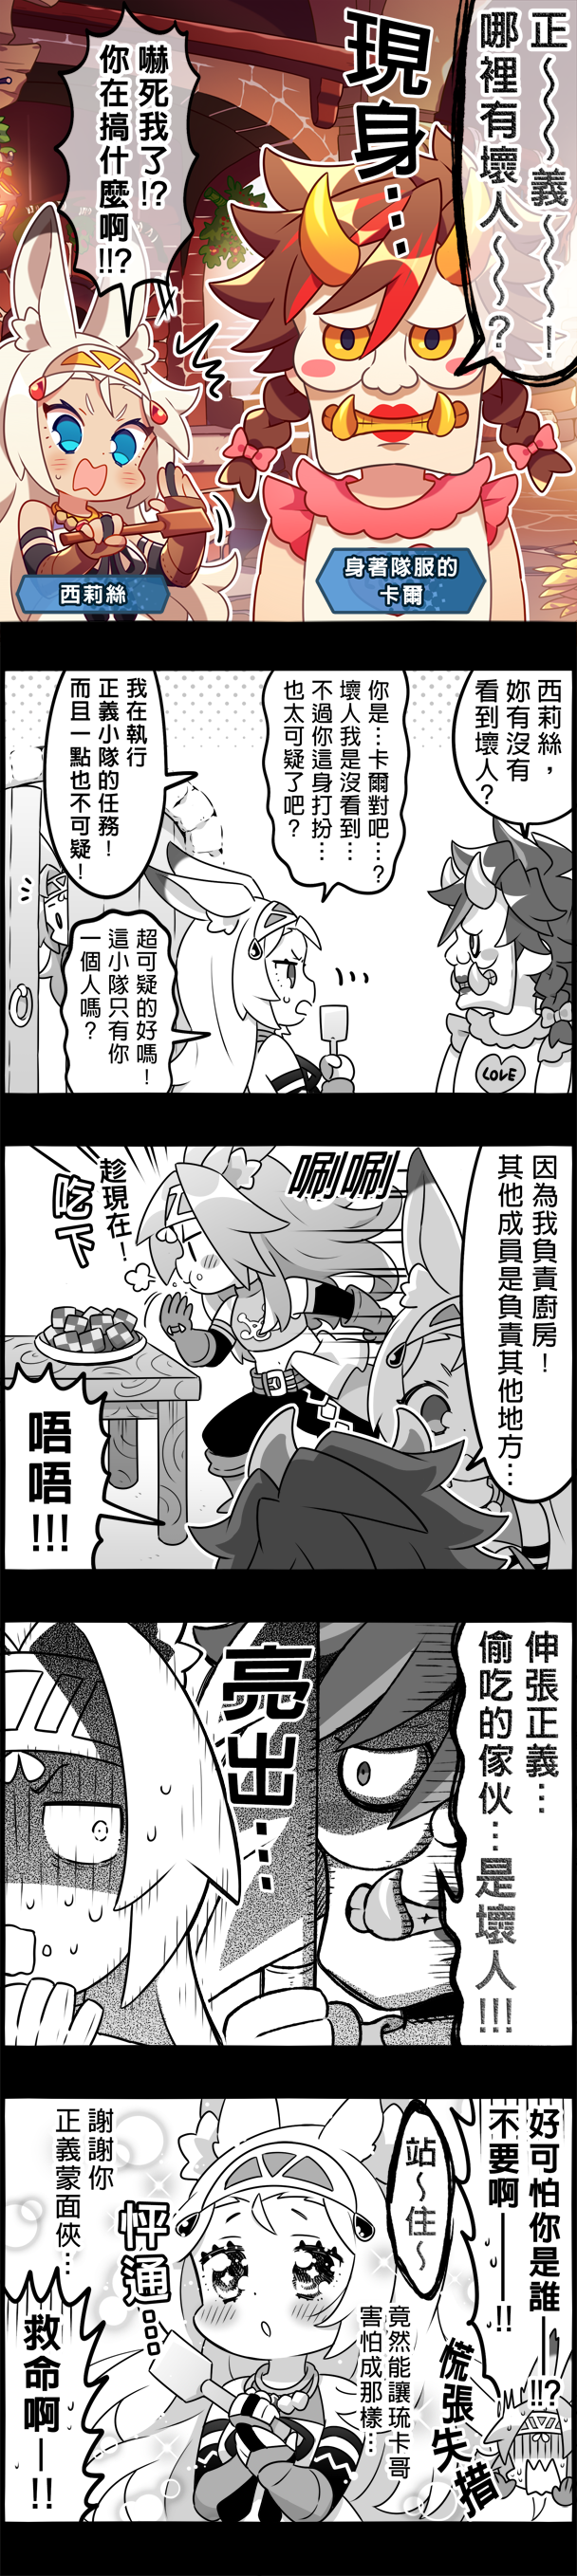 正～～～義～～～！
哪裡有壞人～～？
現身…
嚇死我了!?
你在搞什麼啊!!?
西莉絲
身著隊服的
卡爾
西莉絲，
妳有沒有
看到壞人？
你是…卡爾對吧…？
壞人我是沒看到…
不過你這身打扮…
也太可疑了吧？
LOVE
我在執行
正義小隊的任務！
而且一點也不可疑！
超可疑的好嗎！
這小隊只有你
一個人嗎？
因為我負責廚房！
其他成員是負責其他地方…
唰唰
趁現在！
吃下
唔唔!!!
伸張正義…
偷吃的傢伙…是壞人!!!
亮出…
好可怕你是誰——!!?
不要啊——!!
慌張失措
站～住～
竟然能讓琉卡哥
害怕成那樣…
怦通…
謝謝你
正義蒙面俠…
救命啊—!!